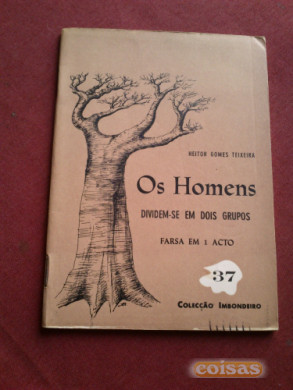 HEITOR GOMES TEIXEIRA
Os Homens
DIVIDEM-SE EM DOIS GRUPOS
FARSA EM 1 ACTO
37
COLECÇÃO IMBONDEIRO
coisas